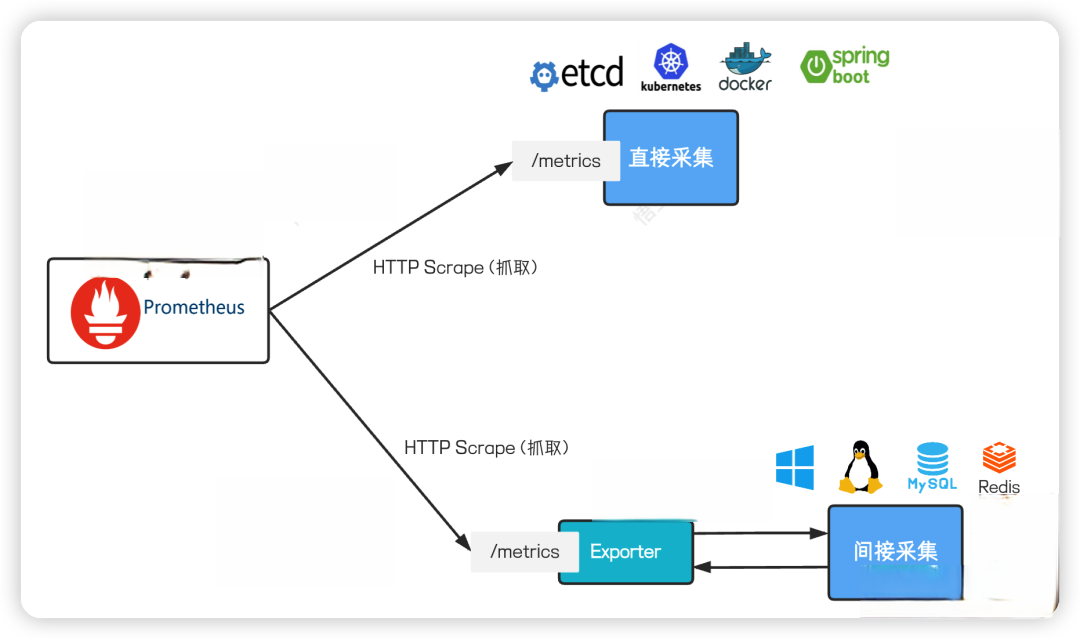 etcd
kubernetes
docker
spring
boot
/metrics
直接采集
HTTP Scrape（抓取）
Prometheus
HTTP Scrape（抓取）
MySQL
Redis
/metrics
Exporter
间接采集